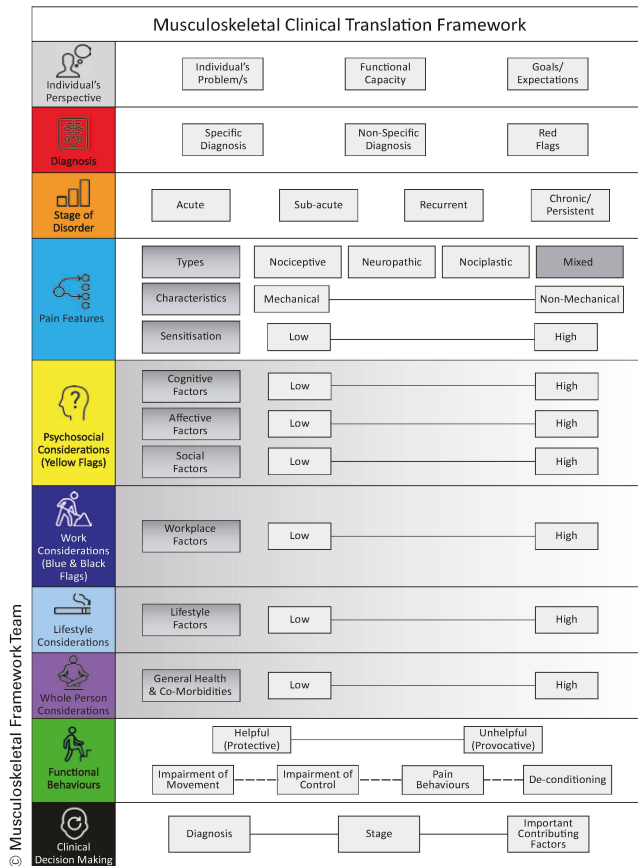 Musculoskeletal Clinical Translation Framework
Individual's
Perspective
Individual's
Problem/s
Functional
Capacity
Goals/
Expectations
Diagnosis
Specific
Diagnosis
Non-Specific
Diagnosis
Red
Flags
Stage of
Disorder
Acute
Sub-acute
Recurrent
Chronic/
Persistent
Pain Features
Types
Nociceptive
Neuropathic
Nociplastic
Mixed
Characteristics
Mechanical
Non-Mechanical
Sensitisation
Low
High
?
Psychosocial
Considerations
(Yellow Flags)
Cognitive
Factors
Low
High
Affective
Factors
Low
High
Social
Factors
Low
High
Work
Considerations
(Blue & Black
Flags)
Workplace
Factors
Low
High
Lifestyle
Considerations
Lifestyle
Factors
Low
High
Whole Person
Considerations
General Health
& Co-Morbidities
Low
High
Functional
Behaviours
Helpful
(Protective)
Unhelpful
(Provocative)
Impairment of
Movement
Impairment of
Control
Pain
Behaviours
De-conditioning
Clinical
Decision Making
Diagnosis
Stage
Important
Contributing
Factors
© Musculoskeletal Framework Team